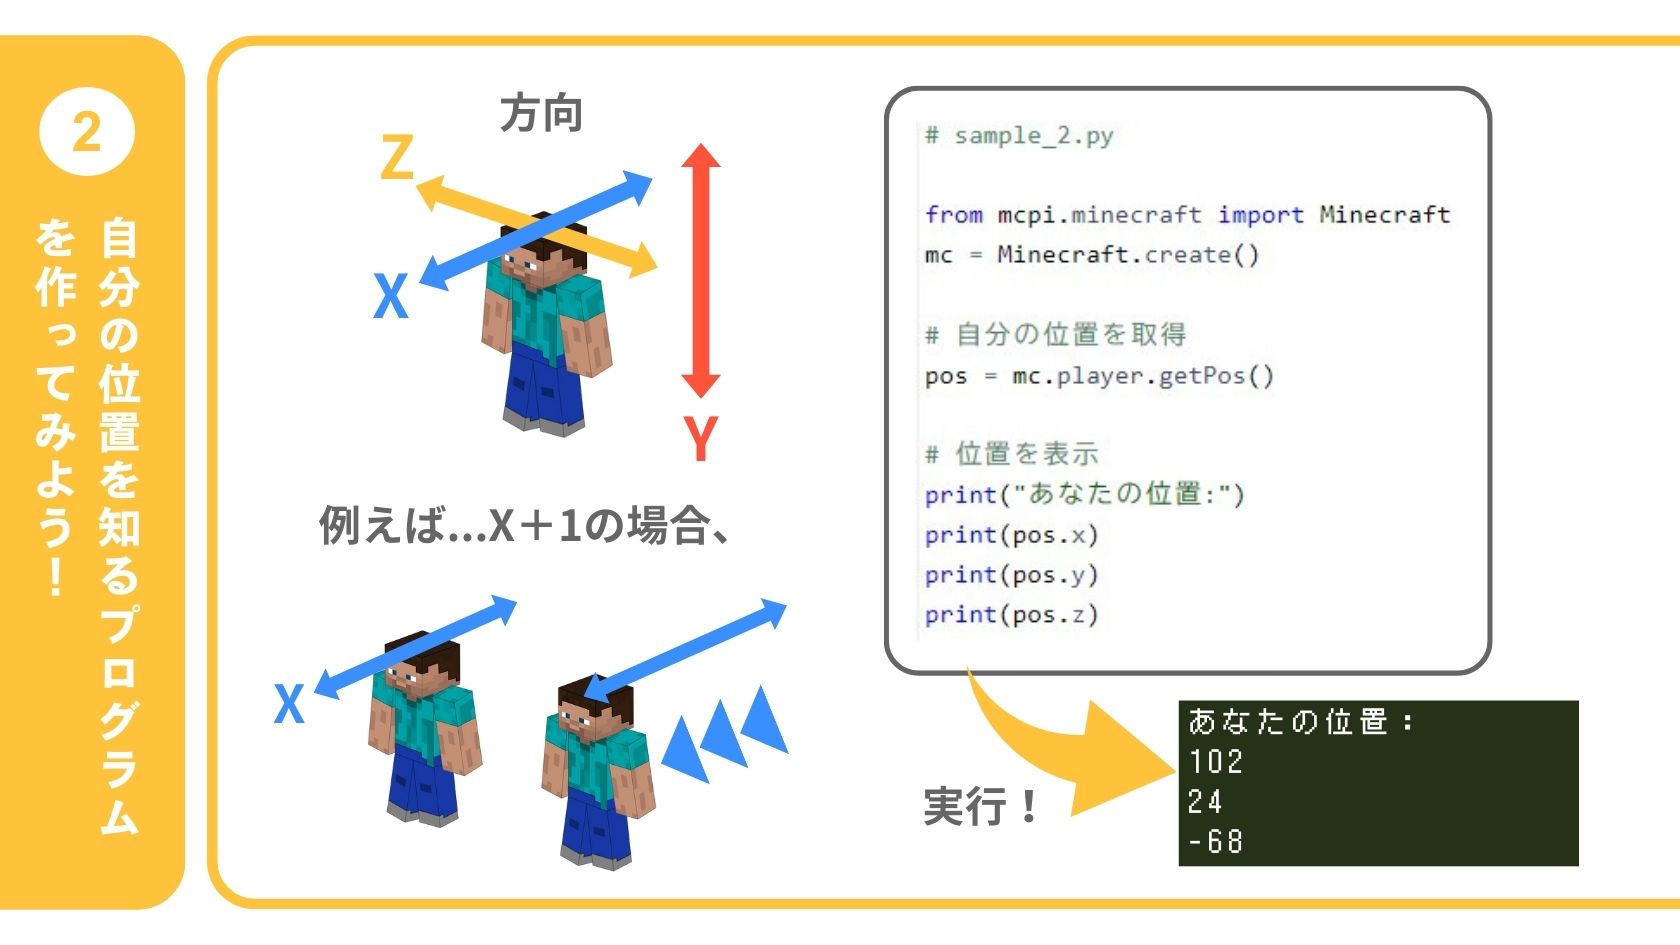 2
自分の位置を知るプログラム
を作ってみよう!
方向
Z
X
Y
例えば...X+1の場合、
X
# sample_2.py
from mcpi.minecraft import Minecraft
mc = Minecraft.create()
# 自分の位置を取得
pos = mc.player.getPos()
# 位置を表示
print("あなたの位置:")
print(pos.x)
print(pos.y)
print(pos.z)
実行!
あなたの位置:
102
24
-68